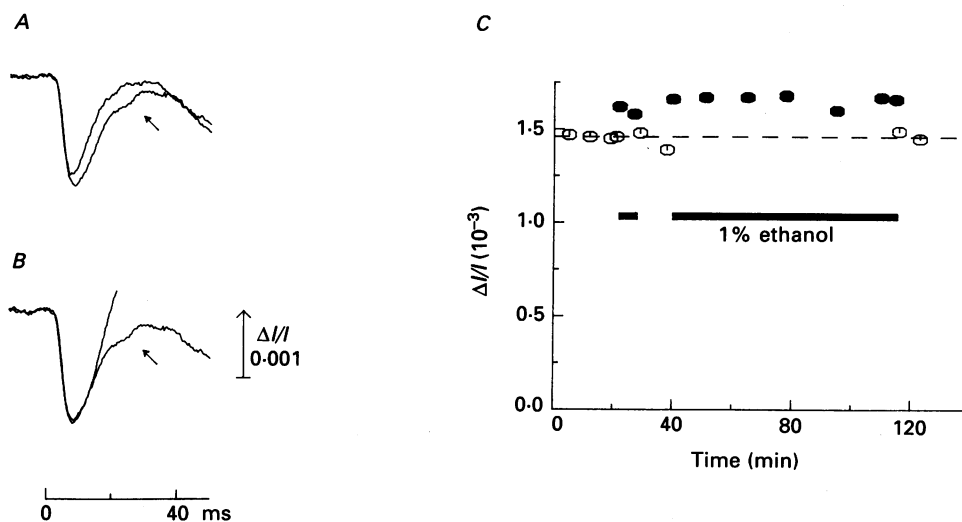 A
B
ΔI/I
0·001
0
40 ms
C
ΔI/I (10⁻³)
1·5
1·0
0·5
0·0
1% ethanol
0
40
80
120
Time (min)